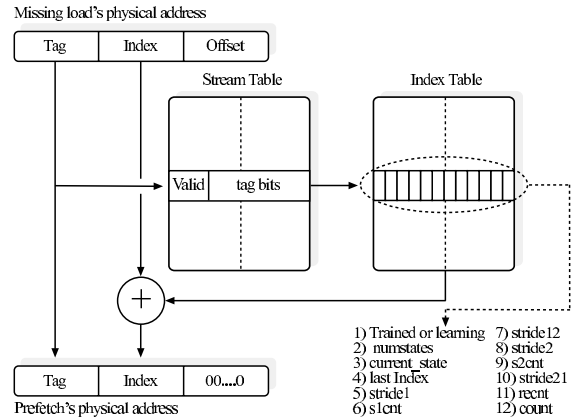 Missing load's physical address
Tag Index Offset
Stream Table
Index Table
Valid tag bits
+
1) Trained or learning
2) numstates
3) current_state
4) last Index
5) stride1
6) s1cnt
7) stride12
8) stride2
9) s2cnt
10) stride21
11) recnt
12) count
Tag Index 00....0
Prefetch's physical address